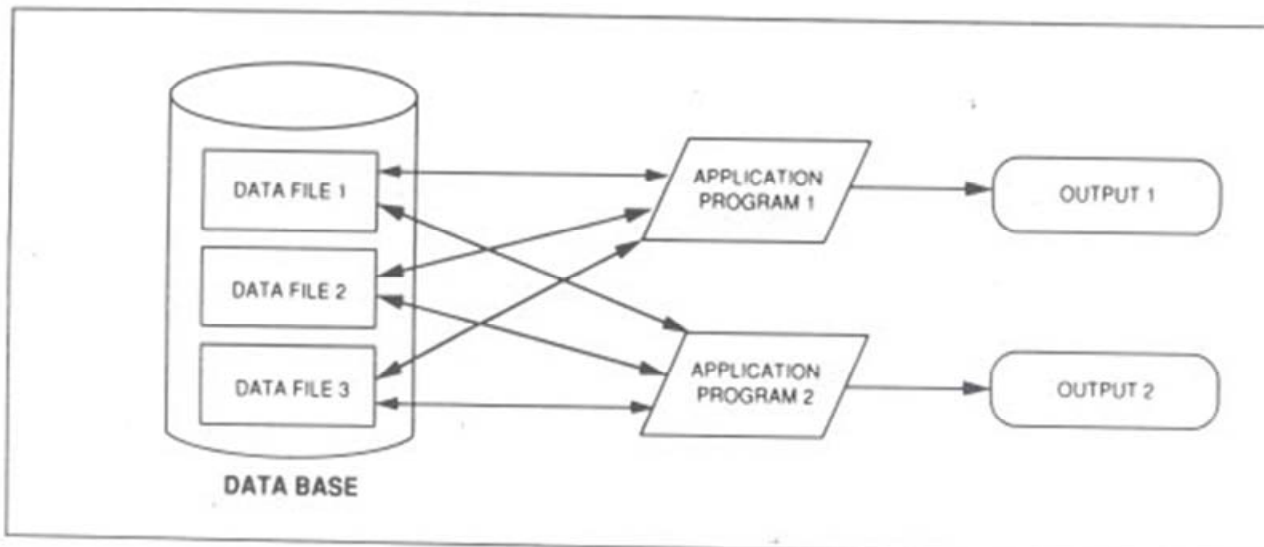 DATA FILE 1
DATA FILE 2
DATA FILE 3
DATA BASE
APPLICATION
PROGRAM 1
APPLICATION
PROGRAM 2
OUTPUT 1
OUTPUT 2